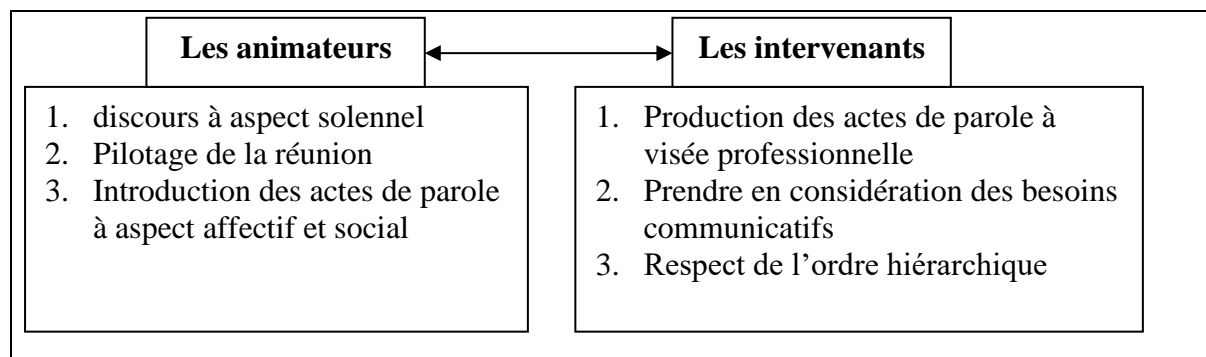 Les animateurs
Les intervenants
1. discours à aspect solennel
2. Pilotage de la réunion
3. Introduction des actes de parole
à aspect affectif et social
1. Production des actes de parole à
visée professionnelle
2. Prendre en considération des besoins
communicatifs
3. Respect de l’ordre hiérarchique